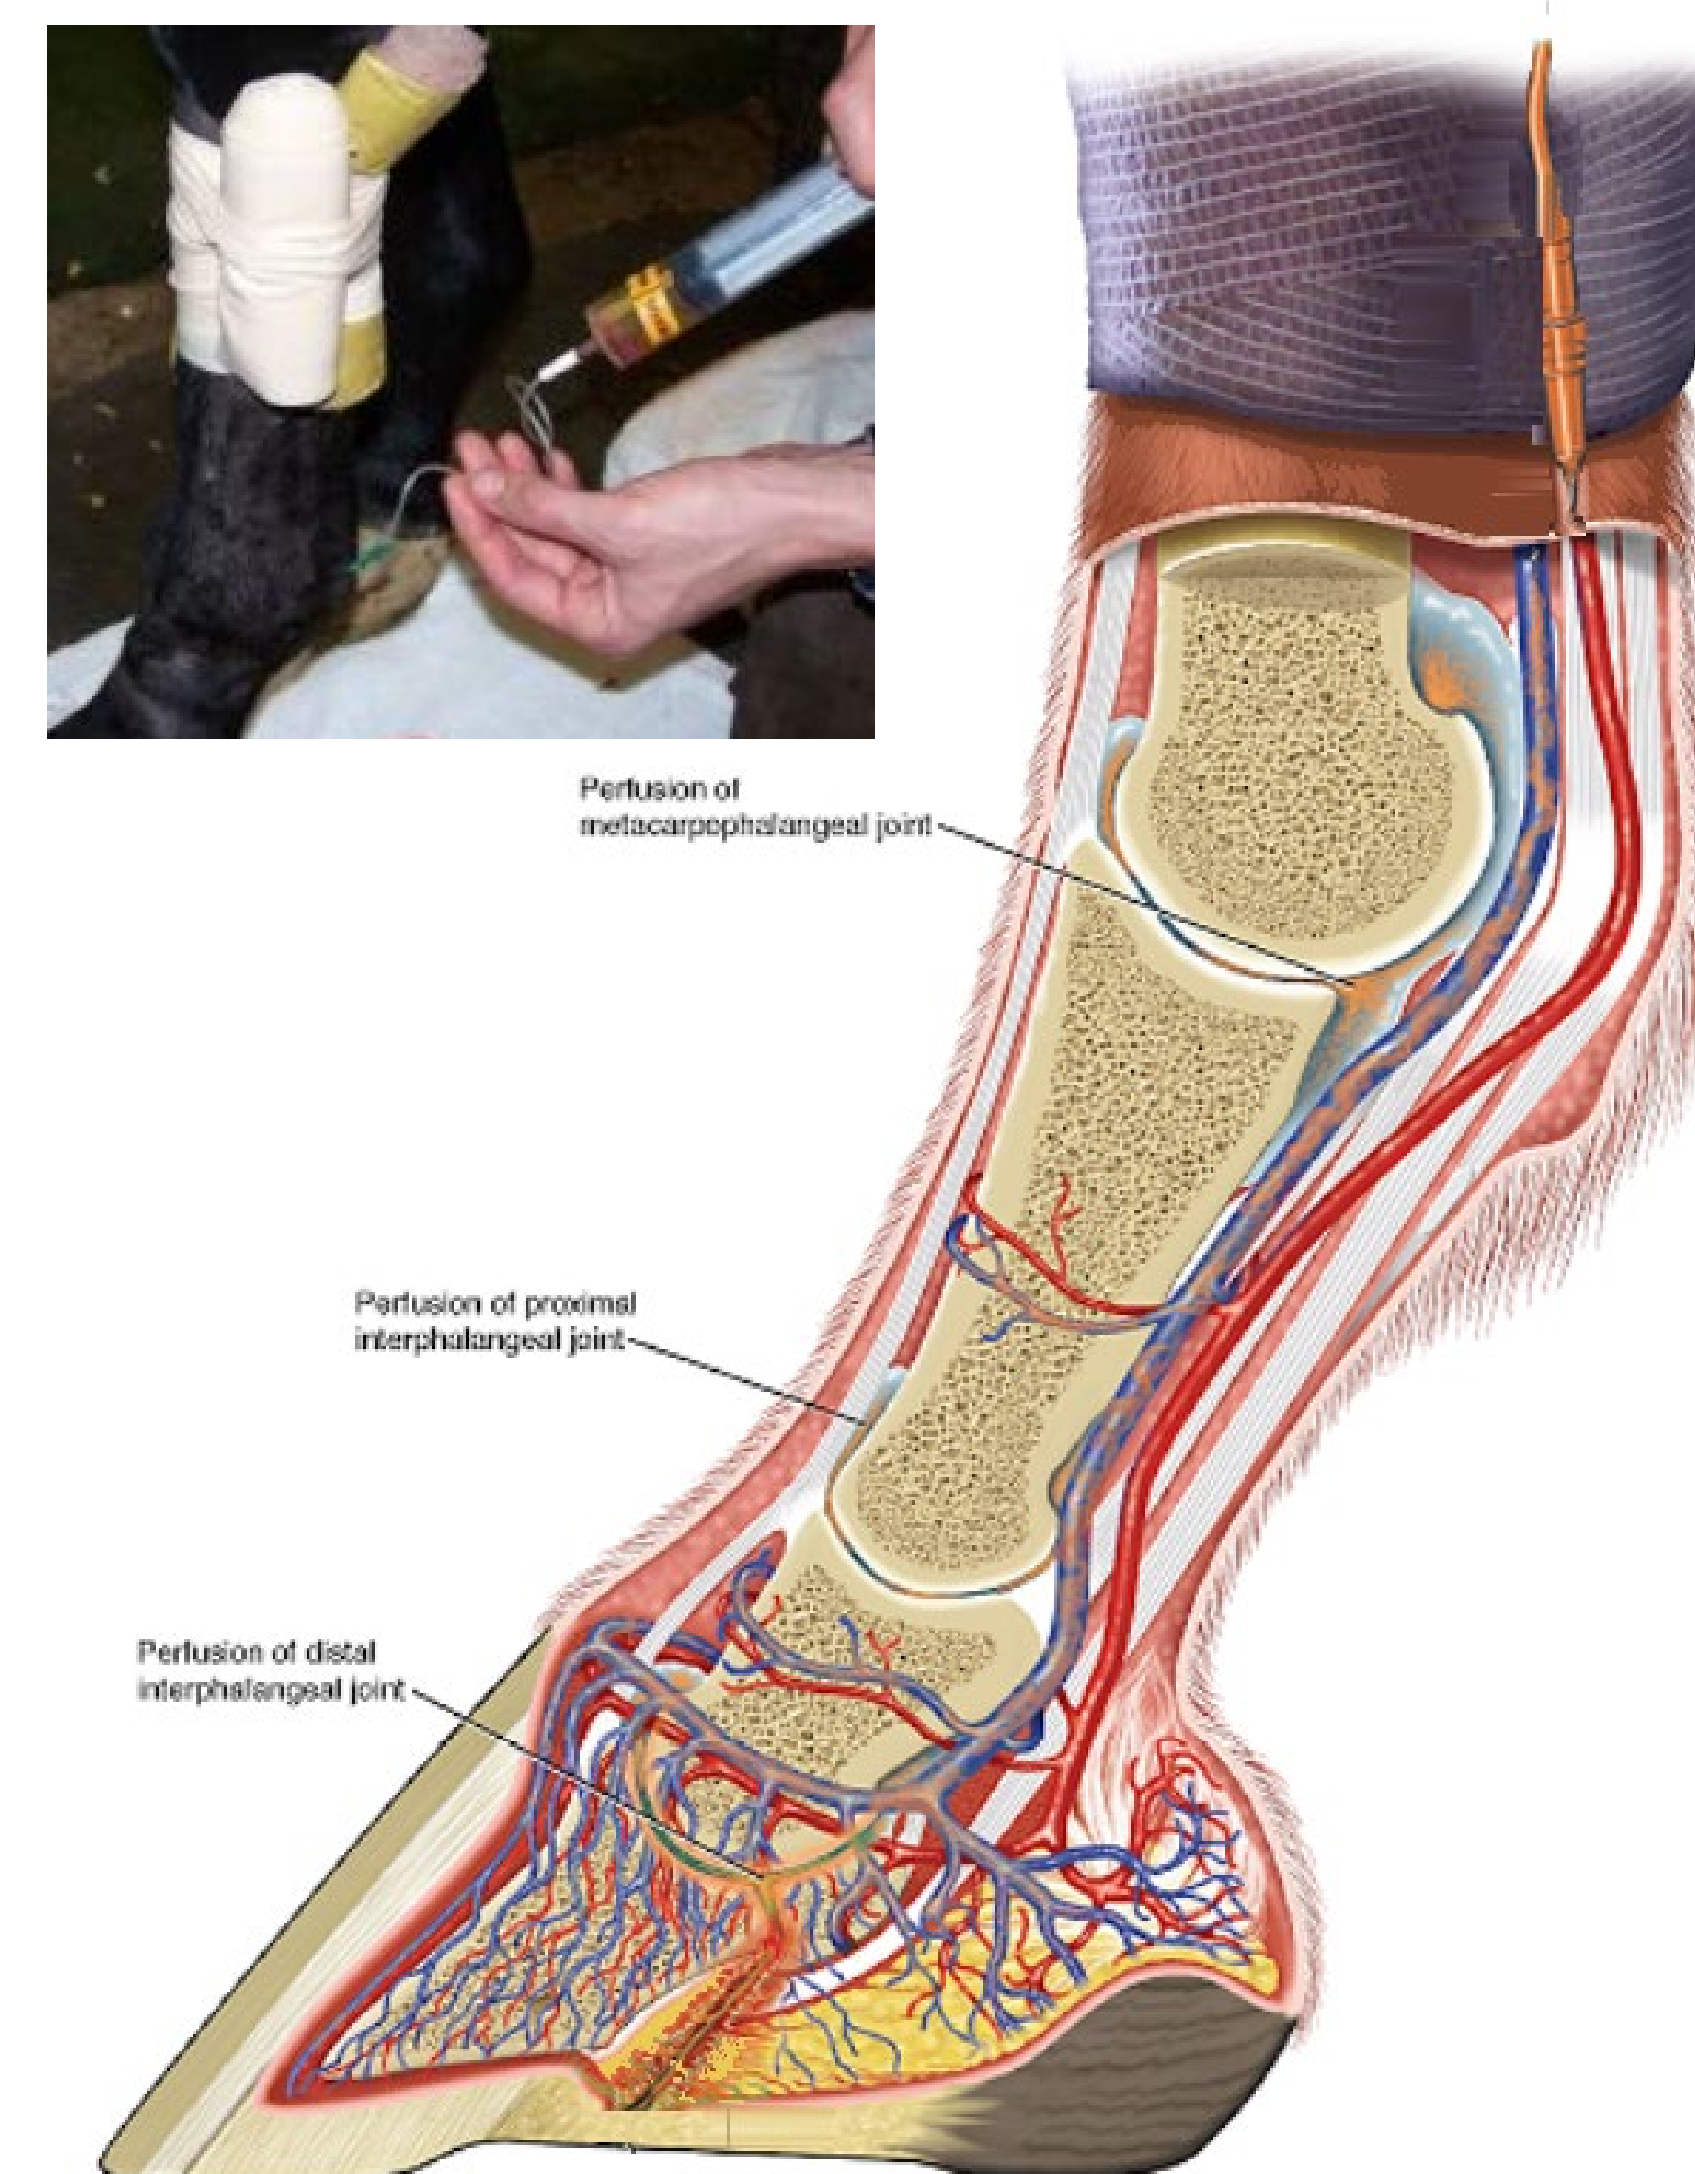 Perfusion of
metacarpophalangeal joint
Perfusion of proximal
interphalangeal joint
Perfusion of distal
interphalangeal joint